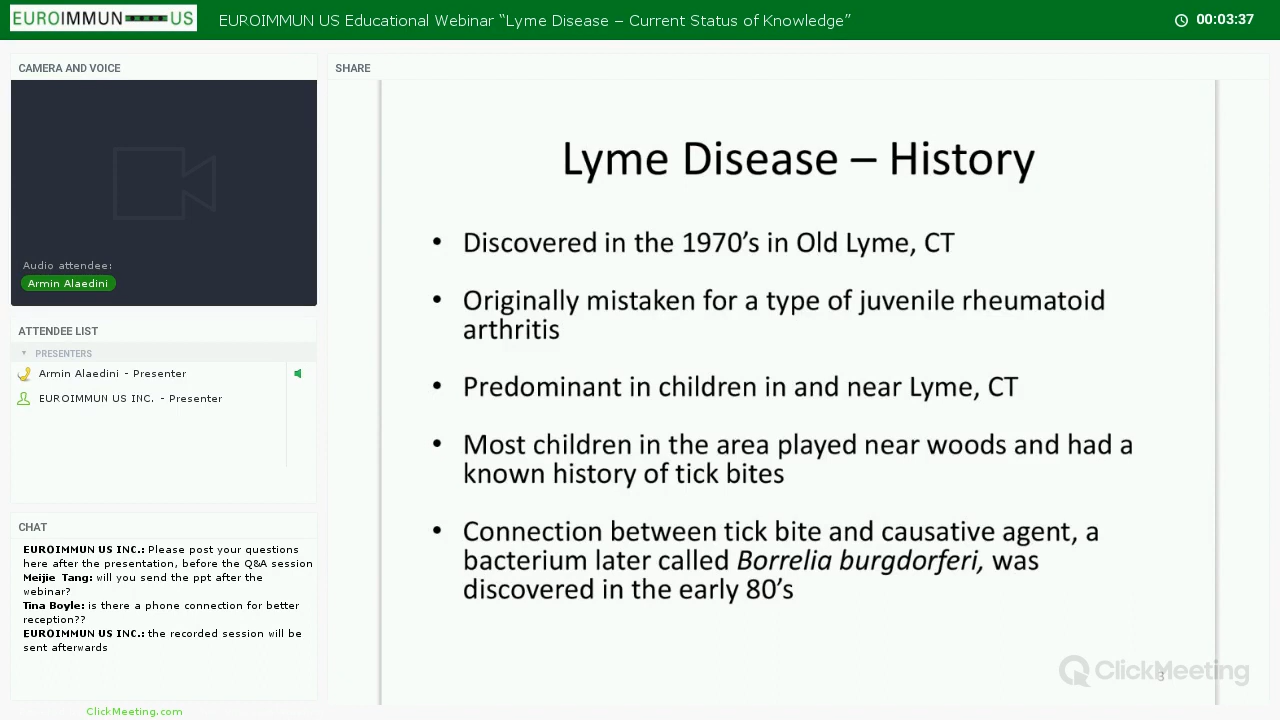 EUROIMMUN US
EUROIMMUN US Educational Webinar “Lyme Disease – Current Status of Knowledge”
00:03:37
CAMERA AND VOICE
Audio attendee:
Armin Alaedini
ATTENDEE LIST
PRESENTERS
Armin Alaedini - Presenter
EUROIMMUN US INC. - Presenter
CHAT
EUROIMMUN US INC.: Please post your questions
here after the presentation, before the Q&A session
Meijie Tang: will you send the ppt after the
webinar?
Tina Boyle: is there a phone connection for better
reception??
EUROIMMUN US INC.: the recorded session will be
sent afterwards
ClickMeeting.com
SHARE
Lyme Disease – History
• Discovered in the 1970’s in Old Lyme, CT
• Originally mistaken for a type of juvenile rheumatoid
arthritis
• Predominant in children in and near Lyme, CT
• Most children in the area played near woods and had a
known history of tick bites
• Connection between tick bite and causative agent, a
bacterium later called Borrelia burgdorferi, was
discovered in the early 80’s
ClickMeeting
3